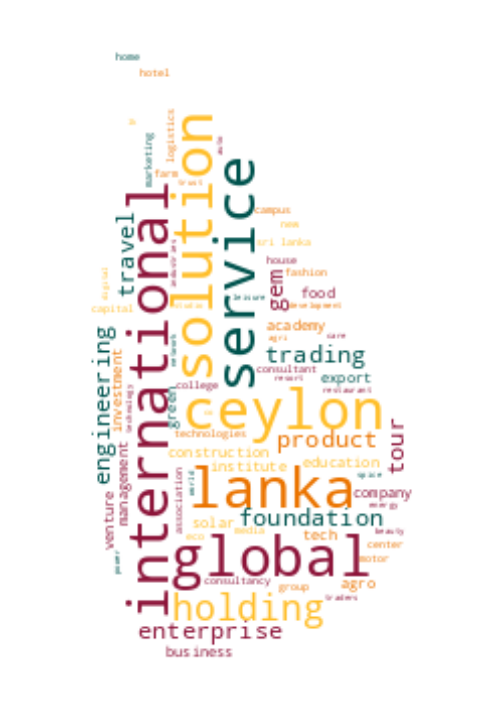 home
hotel
logistics
solution
marketing
auto
service
farm
trust
international
campus
travel
new
sri lanka
industries
house
gem
fashion
digital
food
leisure
capital
studio
development
academy
engineering
agri
care
network
trading
investment
consultant
resort
export
college
restaurant
technology
green
ceylon
tour
technologies
product
management
construction
institute
education
venture
association
world
lanka
spice
company
energy
solar
foundation
media
tech
beauty
eco
center
power
global
motor
consultancy
group
agro
holding
traders
enterprise
business